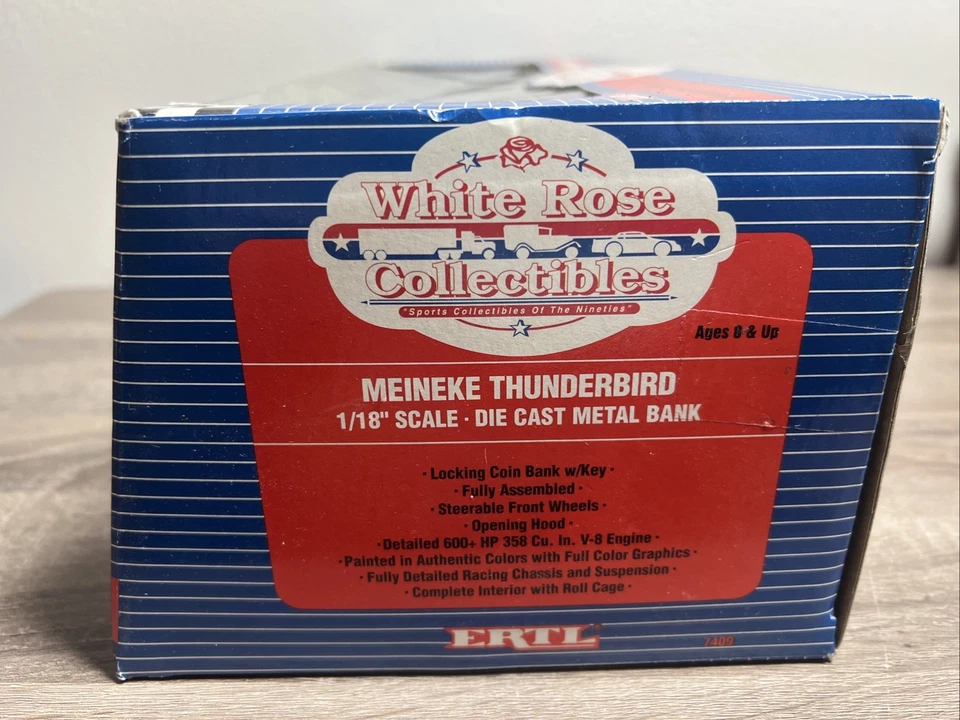 White Rose
Collectibles
"Sports Collectibles Of The Nineties"
Ages 8 & Up
MEINEKE THUNDERBIRD
1/18" SCALE · DIE CAST METAL BANK
· Locking Coin Bank w/Key ·
· Fully Assembled ·
· Steerable Front Wheels ·
· Opening Hood ·
· Detailed 600+ HP 358 Cu. In. V-8 Engine ·
· Painted in Authentic Colors with Full Color Graphics ·
· Fully Detailed Racing Chassis and Suspension ·
· Complete Interior with Roll Cage ·
ERTL
7409